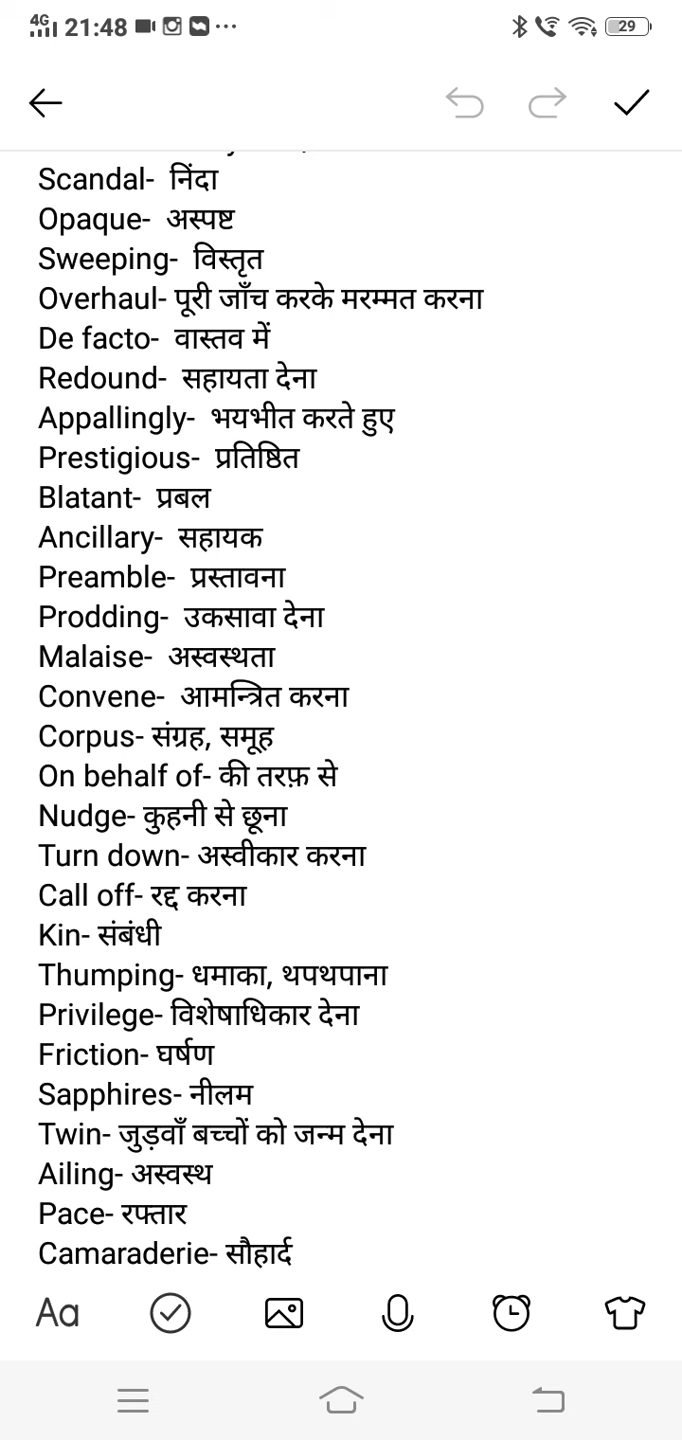 4G 21:48 29
Scandal- निंदा
Opaque- अस्पष्ट
Sweeping- विस्तृत
Overhaul- पूरी जाँच करके मरम्मत करना
De facto- वास्तव में
Redound- सहायता देना
Appallingly- भयभीत करते हुए
Prestigious- प्रतिष्ठित
Blatant- प्रबल
Ancillary- सहायक
Preamble- प्रस्तावना
Prodding- उकसावा देना
Malaise- अस्वस्थता
Convene- आमन्त्रित करना
Corpus- संग्रह, समूह
On behalf of- की तरफ़ से
Nudge- कुहनी से छूना
Turn down- अस्वीकार करना
Call off- रद्द करना
Kin- संबंधी
Thumping- धमाका, थपथपाना
Privilege- विशेषाधिकार देना
Friction- घर्षण
Sapphires- नीलम
Twin- जुड़वाँ बच्चों को जन्म देना
Ailing- अस्वस्थ
Pace- रफ्तार
Camaraderie- सौहार्द
Aa